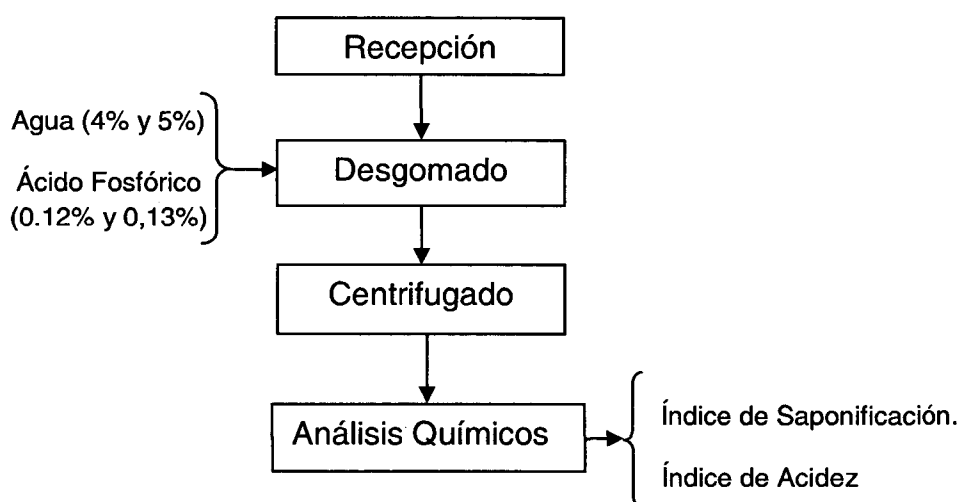 Recepción
Agua (4% y 5%)
Ácido Fosfórico
(0.12% y 0,13%)
Desgomado
Centrifugado
Análisis Químicos
Índice de Saponificación.
Índice de Acidez